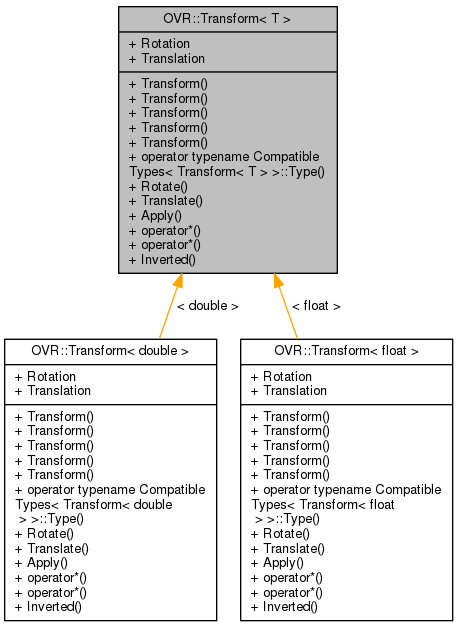 OVR::Transform< T >
+ Rotation
+ Translation
+ Transform()
+ Transform()
+ Transform()
+ Transform()
+ Transform()
+ operator typename Compatible
Types< Transform< T > >::Type()
+ Rotate()
+ Translate()
+ Apply()
+ operator*()
+ operator*()
+ Inverted()
< double >
< float >
OVR::Transform< double >
+ Rotation
+ Translation
+ Transform()
+ Transform()
+ Transform()
+ Transform()
+ Transform()
+ operator typename Compatible
Types< Transform< double
> >::Type()
+ Rotate()
+ Translate()
+ Apply()
+ operator*()
+ operator*()
+ Inverted()
OVR::Transform< float >
+ Rotation
+ Translation
+ Transform()
+ Transform()
+ Transform()
+ Transform()
+ Transform()
+ operator typename Compatible
Types< Transform< float
> >::Type()
+ Rotate()
+ Translate()
+ Apply()
+ operator*()
+ operator*()
+ Inverted()